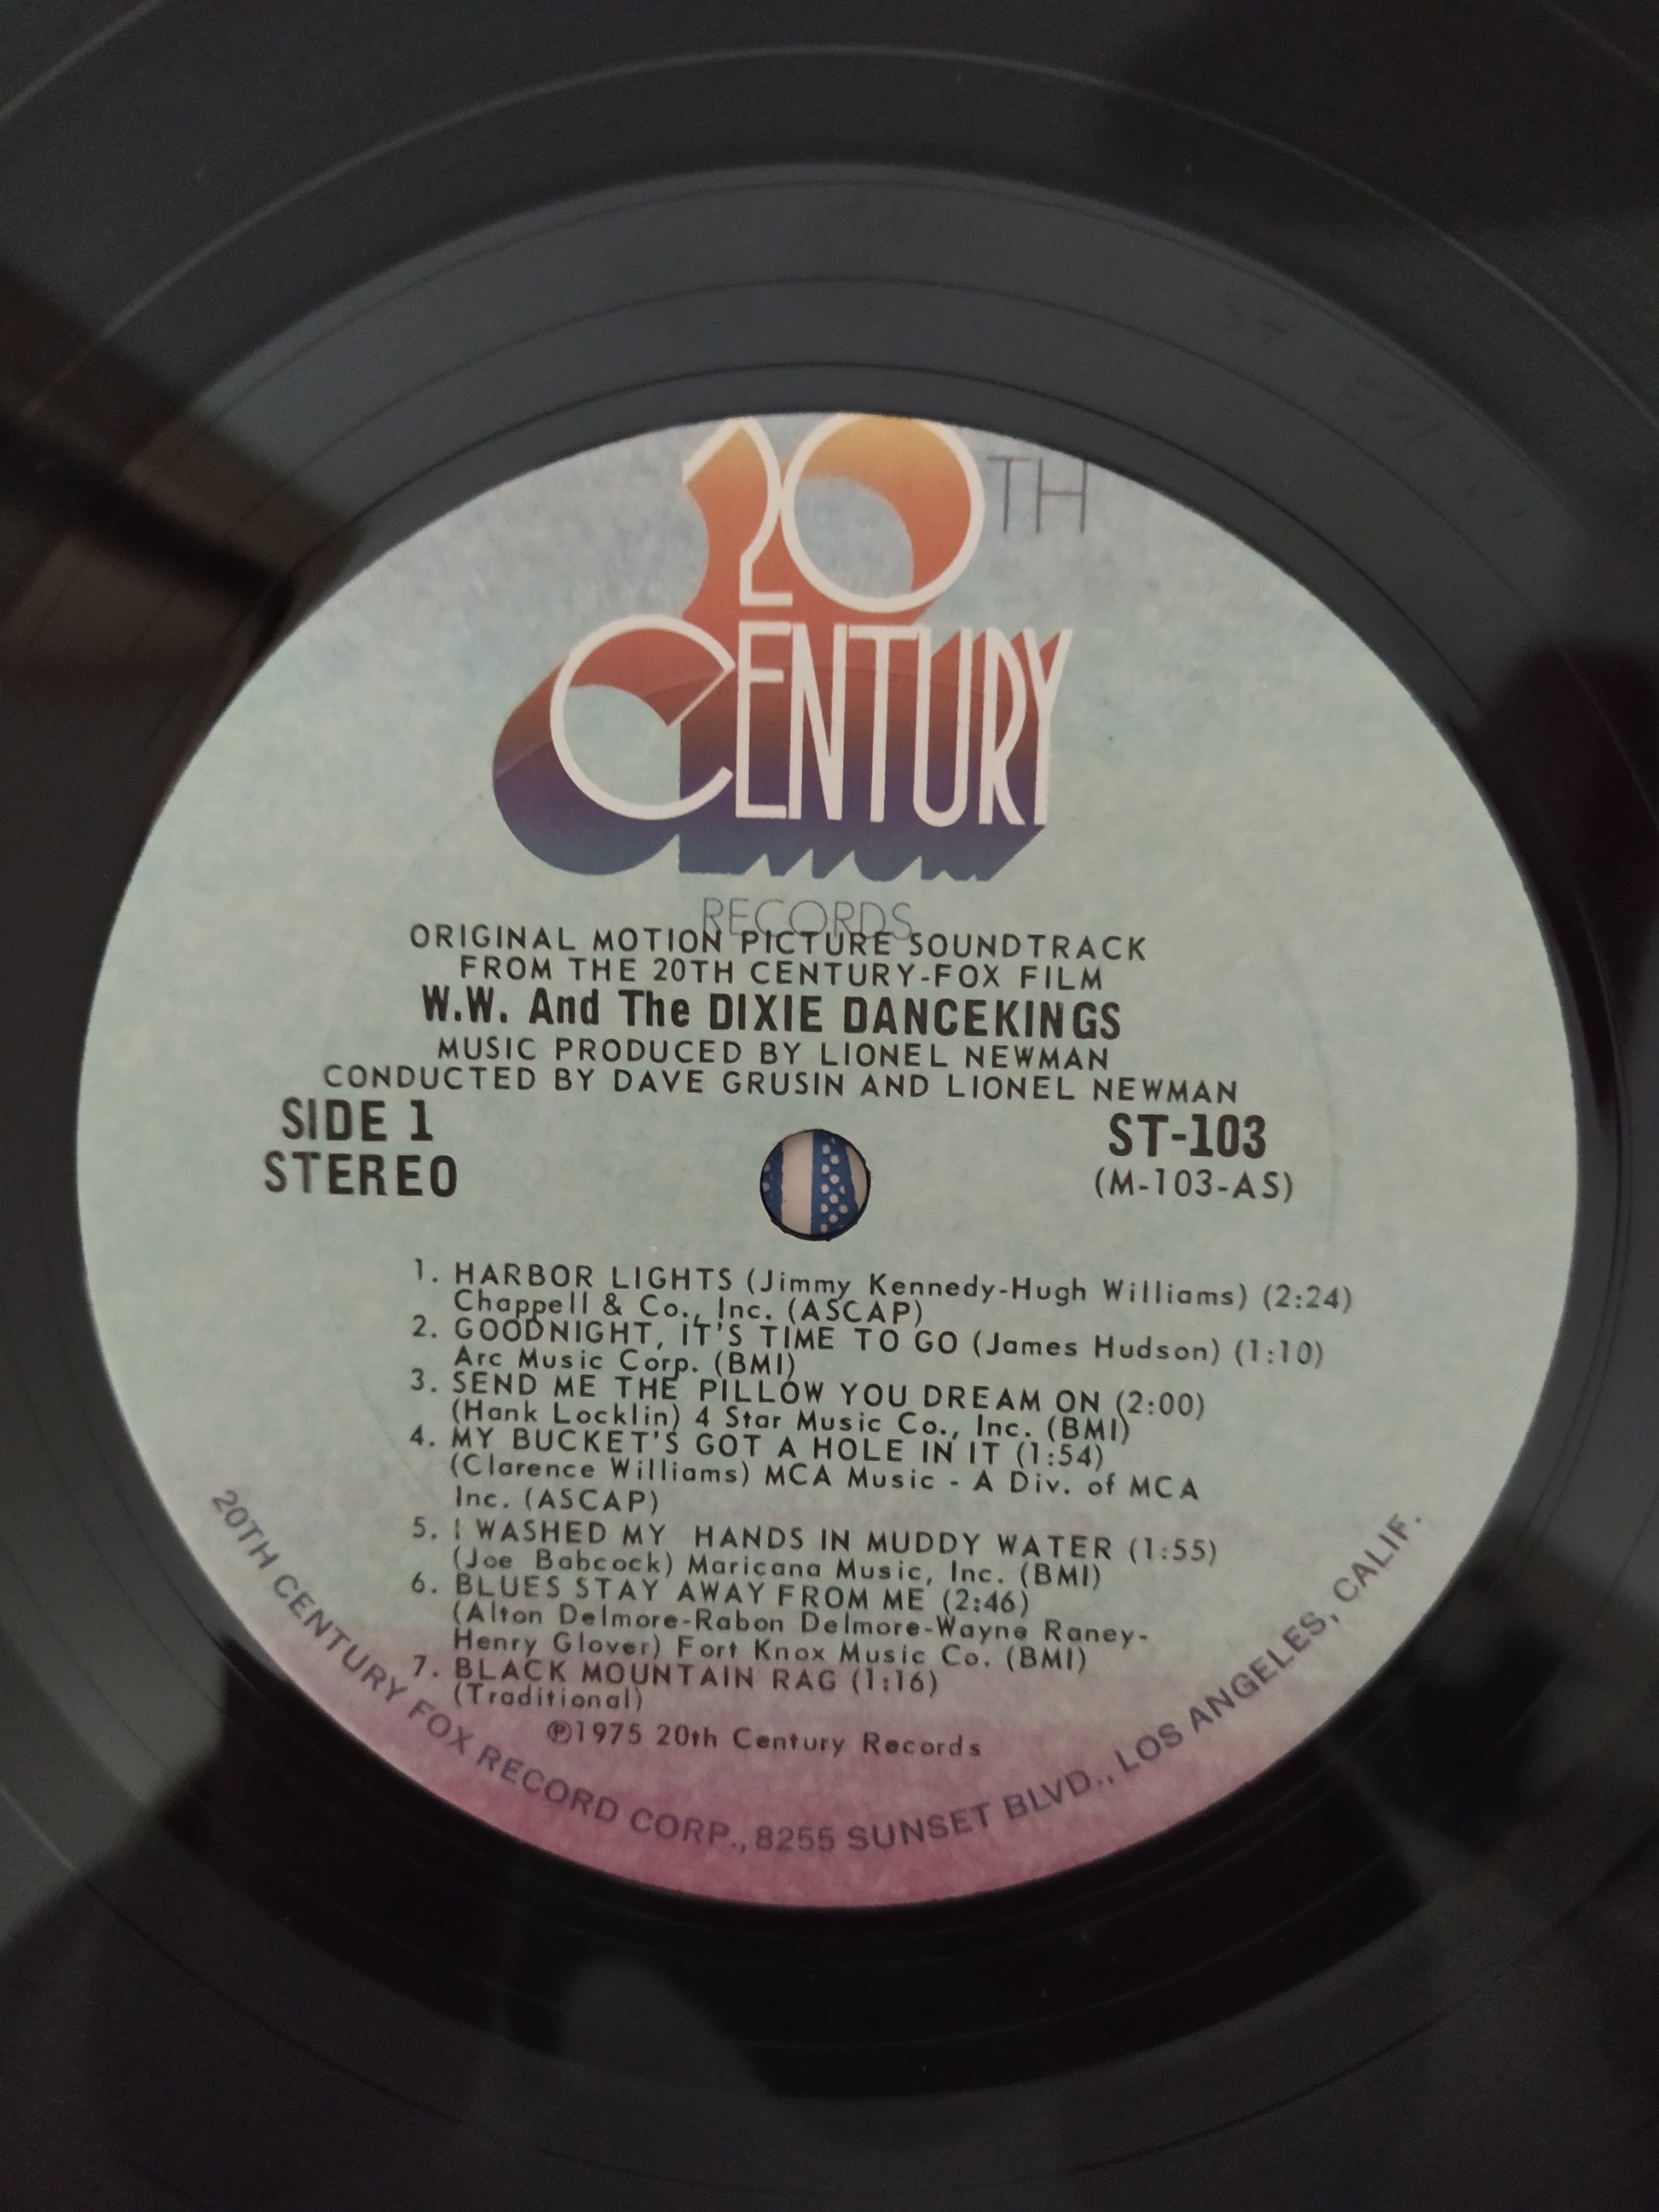 20TH
CENTURY
RECORDS
ORIGINAL MOTION PICTURE SOUNDTRACK
FROM THE 20TH CENTURY-FOX FILM
W.W. And The DIXIE DANCEKINGS
MUSIC PRODUCED BY LIONEL NEWMAN
CONDUCTED BY DAVE GRUSIN AND LIONEL NEWMAN
SIDE 1
STEREO
ST-103
(M-103-AS)
1. HARBOR LIGHTS (Jimmy Kennedy-Hugh Williams) (2:24)
Chappell & Co., Inc. (ASCAP)
2. GOODNIGHT, IT'S TIME TO GO (James Hudson) (1:10)
Arc Music Corp. (BMI)
3. SEND ME THE PILLOW YOU DREAM ON (2:00)
(Hank Locklin) 4 Star Music Co., Inc. (BMI)
4. MY BUCKET'S GOT A HOLE IN IT (1:54)
(Clarence Williams) MCA Music - A Div. of MCA
Inc. (ASCAP)
5. I WASHED MY HANDS IN MUDDY WATER (1:55)
(Joe Babcock) Maricana Music, Inc. (BMI)
6. BLUES STAY AWAY FROM ME (2:46)
(Alton Delmore-Rabon Delmore-Wayne Raney-
Henry Glover) Fort Knox Music Co. (BMI)
7. BLACK MOUNTAIN RAG (1:16)
(Traditional)
℗1975 20th Century Records
20TH CENTURY FOX RECORD CORP., 8255 SUNSET BLVD., LOS ANGELES, CALIF.